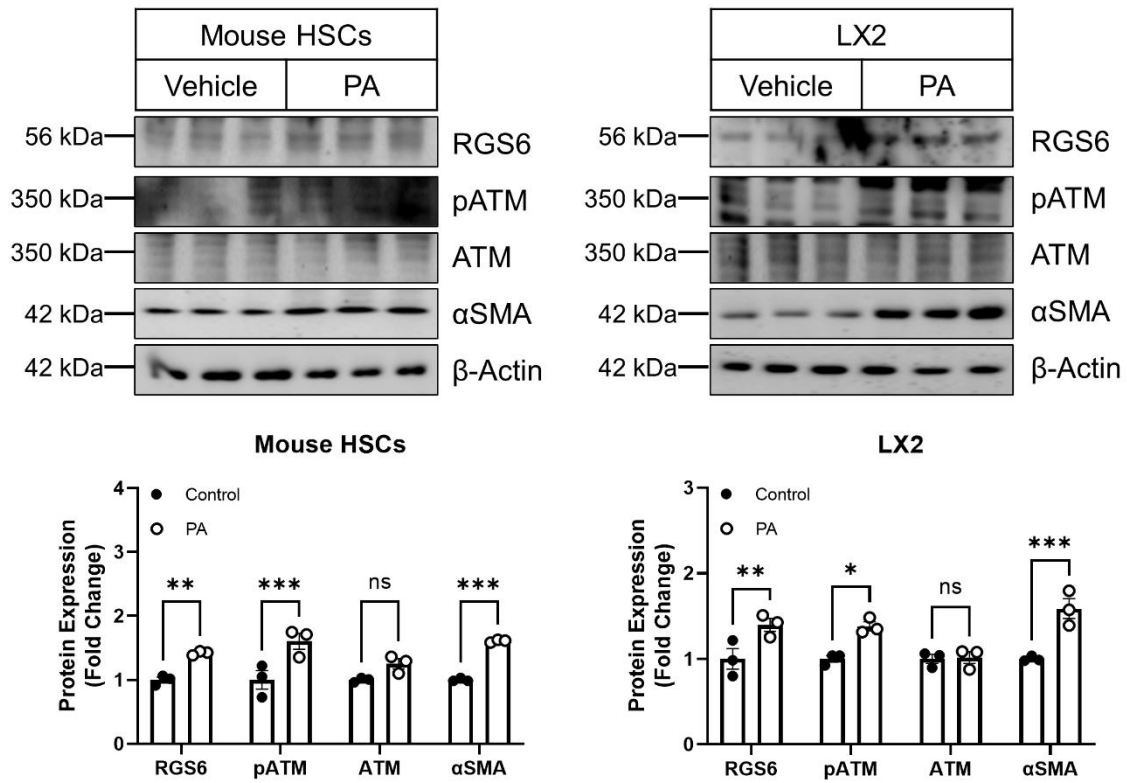 Mouse HSCs
Vehicle PA
56 kDa RGS6
350 kDa pATM
350 kDa ATM
42 kDa αSMA
42 kDa β-Actin
LX2
Vehicle PA
56 kDa RGS6
350 kDa pATM
350 kDa ATM
42 kDa αSMA
42 kDa β-Actin
Mouse HSCs
Protein Expression
(Fold Change)
4
3
2
1
0
Control
PA
** *** ns ***
RGS6 pATM ATM αSMA
LX2
Protein Expression
(Fold Change)
3
2
1
0
Control
PA
** * ns ***
RGS6 pATM ATM αSMA